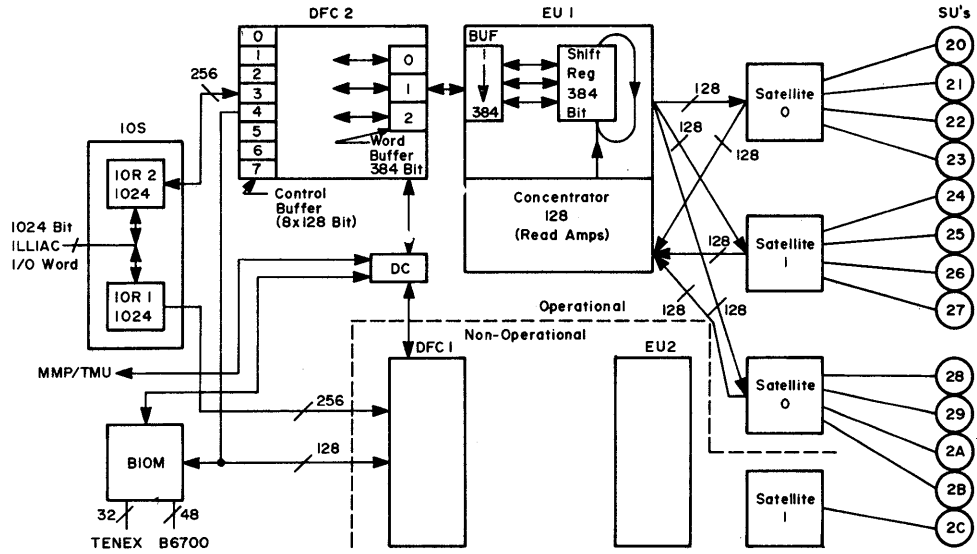 DFC 2
EU 1
SU's
0
1
2
3
4
5
6
7
0
1
2
Word
Buffer
384 Bit
Control
Buffer
(8x128 Bit)
256
BUF
384
Shift
Reg
384
Bit
Concentrator
128
(Read Amps)
128
128
128
128
128
128
Satellite
0
Satellite
1
Satellite
0
Satellite
1
20
21
22
23
24
25
26
27
28
29
2A
2B
2C
IOS
IOR 2
1024
IOR 1
1024
1024 Bit
ILLIAC
I/O Word
DC
Operational
Non-Operational
DFC 1
EU2
MMP/TMU
256
128
BIOM
32
48
TENEX
B6700